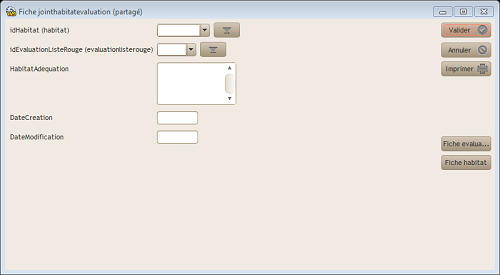 Fiche jointhabitatevaluation (partagé)
idHabitat (habitat)
Valider
idEvaluationListeRouge (evaluationlisterouge)
Annuler
HabitatAdequation
Imprimer
DateCreation
DateModification
Fiche evalua...
Fiche habitat